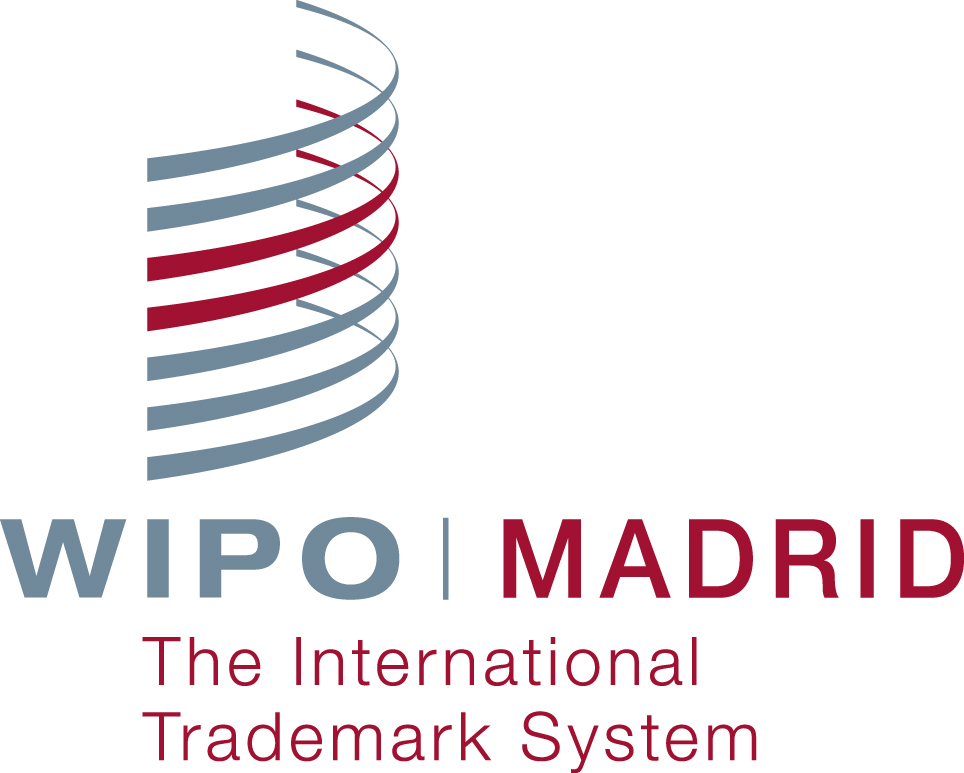 WIPO | MADRID
The International
Trademark System